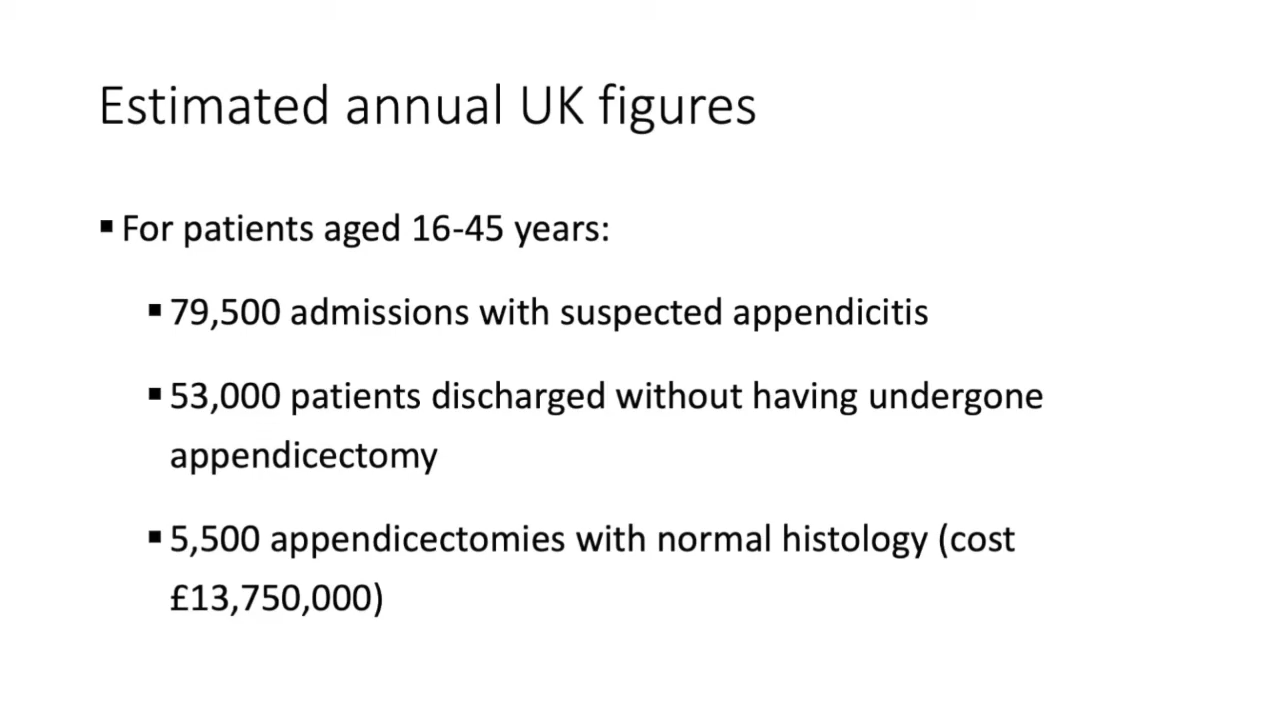 Estimated annual UK figures
▪ For patients aged 16-45 years:
▪ 79,500 admissions with suspected appendicitis
▪ 53,000 patients discharged without having undergone
appendicectomy
▪ 5,500 appendicectomies with normal histology (cost
£13,750,000)